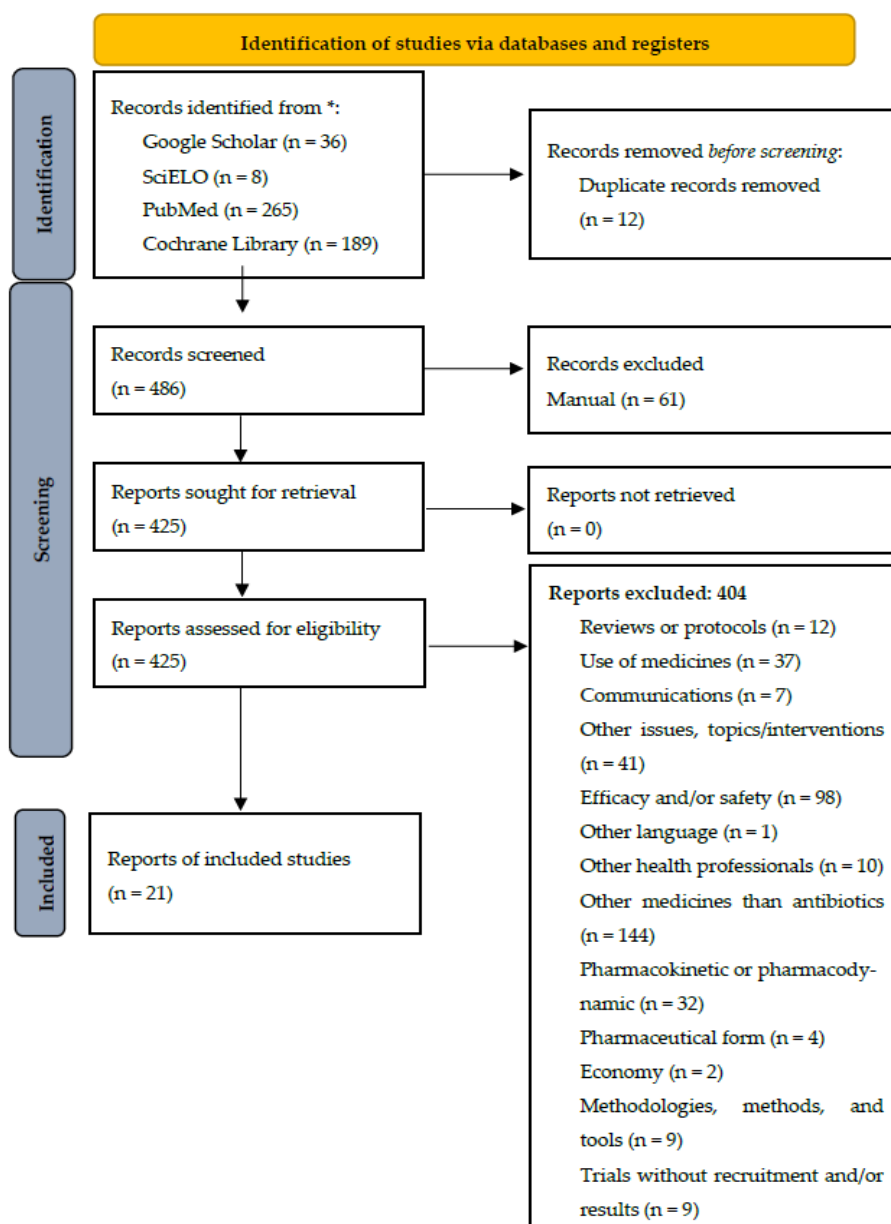 Identification of studies via databases and registers
Identification
Records identified from *:
Google Scholar (n = 36)
SciELO (n = 8)
PubMed (n = 265)
Cochrane Library (n = 189)
Records removed before screening:
Duplicate records removed
(n = 12)
Screening
Records screened
(n = 486)
Records excluded
Manual (n = 61)
Reports sought for retrieval
(n = 425)
Reports not retrieved
(n = 0)
Reports assessed for eligibility
(n = 425)
Reports excluded: 404
Reviews or protocols (n = 12)
Use of medicines (n = 37)
Communications (n = 7)
Other issues, topics/interventions
(n = 41)
Efficacy and/or safety (n = 98)
Other language (n = 1)
Other health professionals (n = 10)
Other medicines than antibiotics
(n = 144)
Pharmacokinetic or pharmacody-
namic (n = 32)
Pharmaceutical form (n = 4)
Economy (n = 2)
Methodologies, methods, and
tools (n = 9)
Trials without recruitment and/or
results (n = 9)
Included
Reports of included studies
(n = 21)